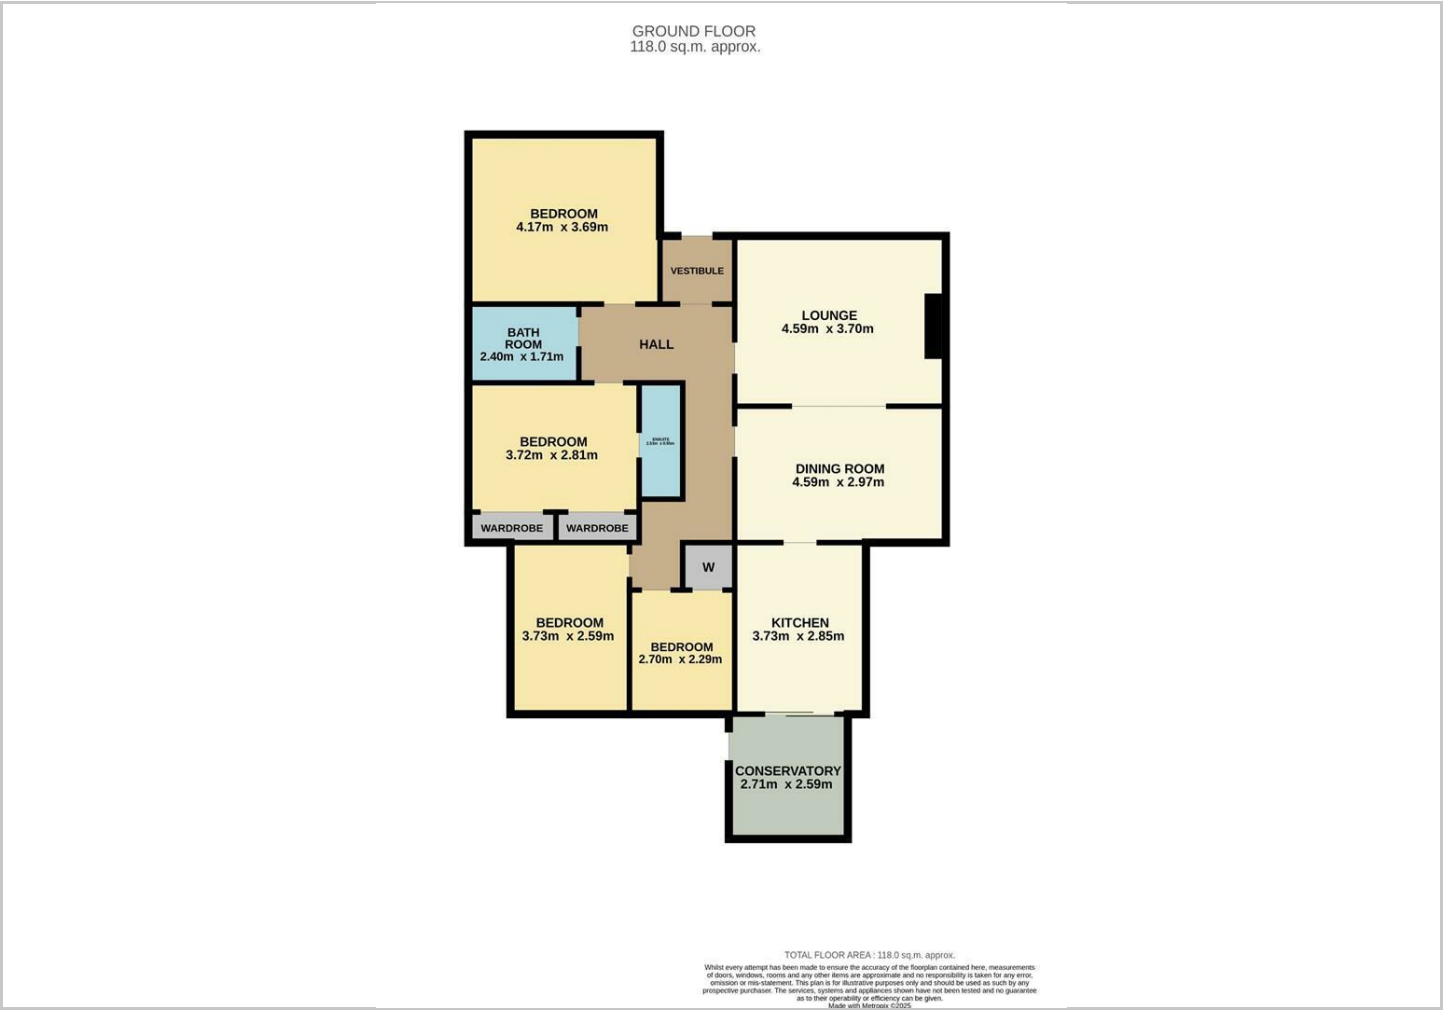 GROUND FLOOR
118.0 sq.m. approx.
BEDROOM
4.17m x 3.69m
VESTIBULE
LOUNGE
4.59m x 3.70m
BATH
ROOM
2.40m x 1.71m
HALL
BEDROOM
3.72m x 2.81m
ENSUITE
DINING ROOM
4.59m x 2.97m
WARDROBE
WARDROBE
W
BEDROOM
3.73m x 2.59m
BEDROOM
2.70m x 2.29m
KITCHEN
3.73m x 2.85m
CONSERVATORY
2.71m x 2.59m
TOTAL FLOOR AREA : 118.0 sq.m. approx.
Whilst every attempt has been made to ensure the accuracy of the floorplan contained here, measurements
of doors, windows, rooms and any other items are approximate and no responsibility is taken for any error,
omission or mis-statement. This plan is for illustrative purposes only and should be used as such by any
prospective purchaser. The services, systems and appliances shown have not been tested and no guarantee
as to their operability or efficiency can be given.
Made with Metropix ©2025